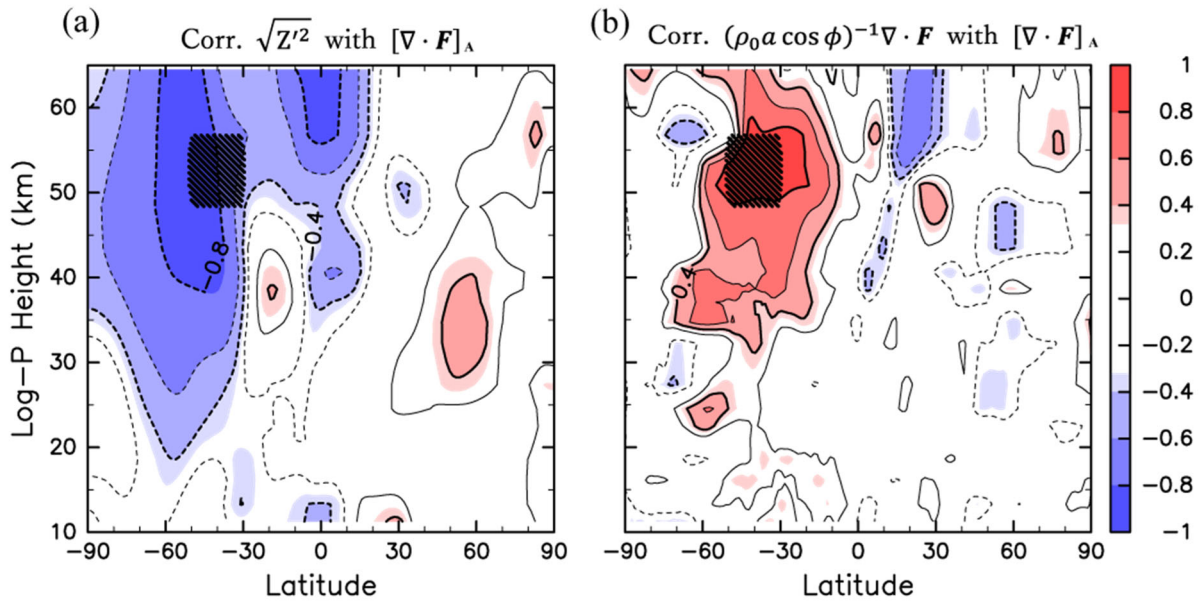 (a)
Corr. √Z′² with [∇ · F]A
65
60
50
40
30
20
10
Log−P Height (km)
−0.8
−0.4
−90 −60 −30 0 30 60 90
Latitude
(b)
Corr. (ρ₀a cos ϕ)⁻¹∇ · F with [∇ · F]A
0.4
−90 −60 −30 0 30 60 90
Latitude
1
0.8
0.6
0.4
0.2
0
−0.2
−0.4
−0.6
−0.8
−1